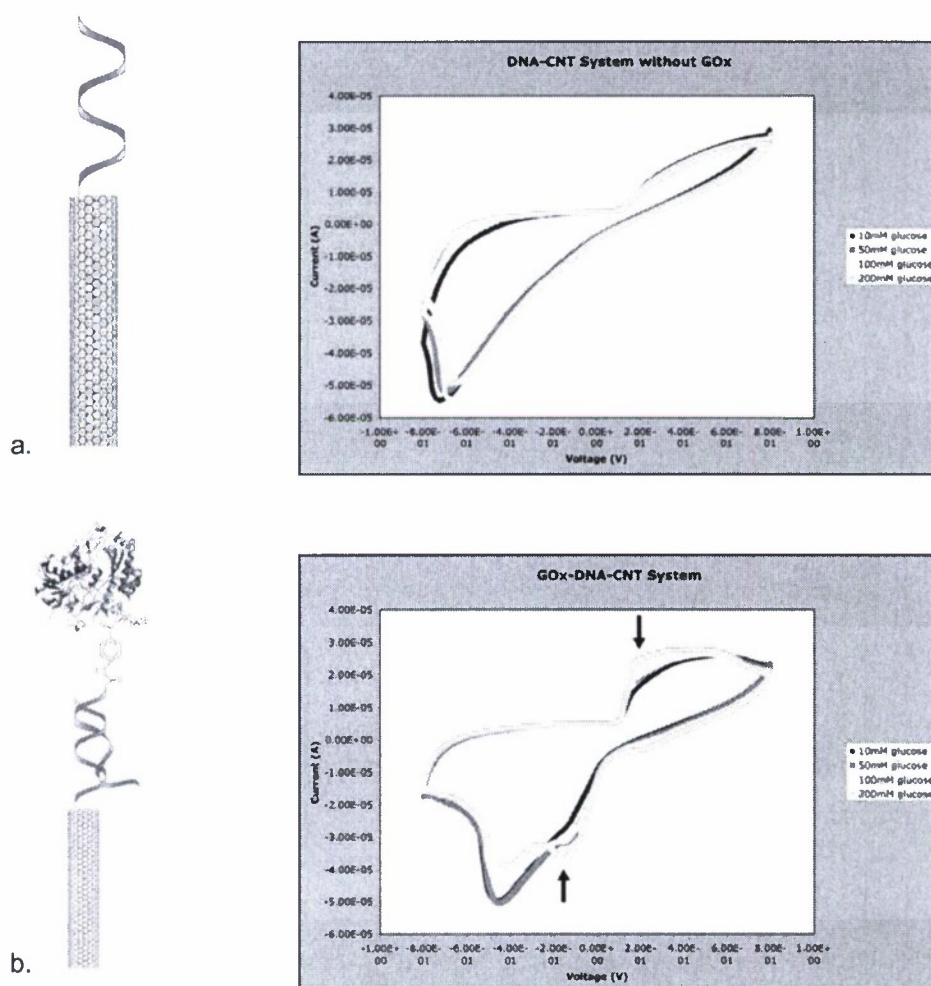 DNA-CNT System without GOx
4.00E-05
3.00E-05
2.00E-05
1.00E-05
0.00E+00
-1.00E-05
-2.00E-05
-3.00E-05
-4.00E-05
-5.00E-05
-6.00E-05
Current (A)
-1.00E+ -8.00E- -6.00E- -4.00E- -2.00E- 0.00E+ 2.00E- 4.00E- 6.00E- 8.00E- 1.00E+
00 01 01 01 01 00 01 01 01 01 00
Voltage (V)
10mM glucose
50mM glucose
100mM glucose
200mM glucose
a.
GOx-DNA-CNT System
4.00E-05
3.00E-05
2.00E-05
1.00E-05
0.00E+00
-1.00E-05
-2.00E-05
-3.00E-05
-4.00E-05
-5.00E-05
-6.00E-05
Current (A)
-1.00E+ -8.00E- -6.00E- -4.00E- -2.00E- 0.00E+ 2.00E- 4.00E- 6.00E- 8.00E- 1.00E+
00 01 01 01 01 00 01 01 01 01 00
Voltage (V)
10mM glucose
50mM glucose
100mM glucose
200mM glucose
b.